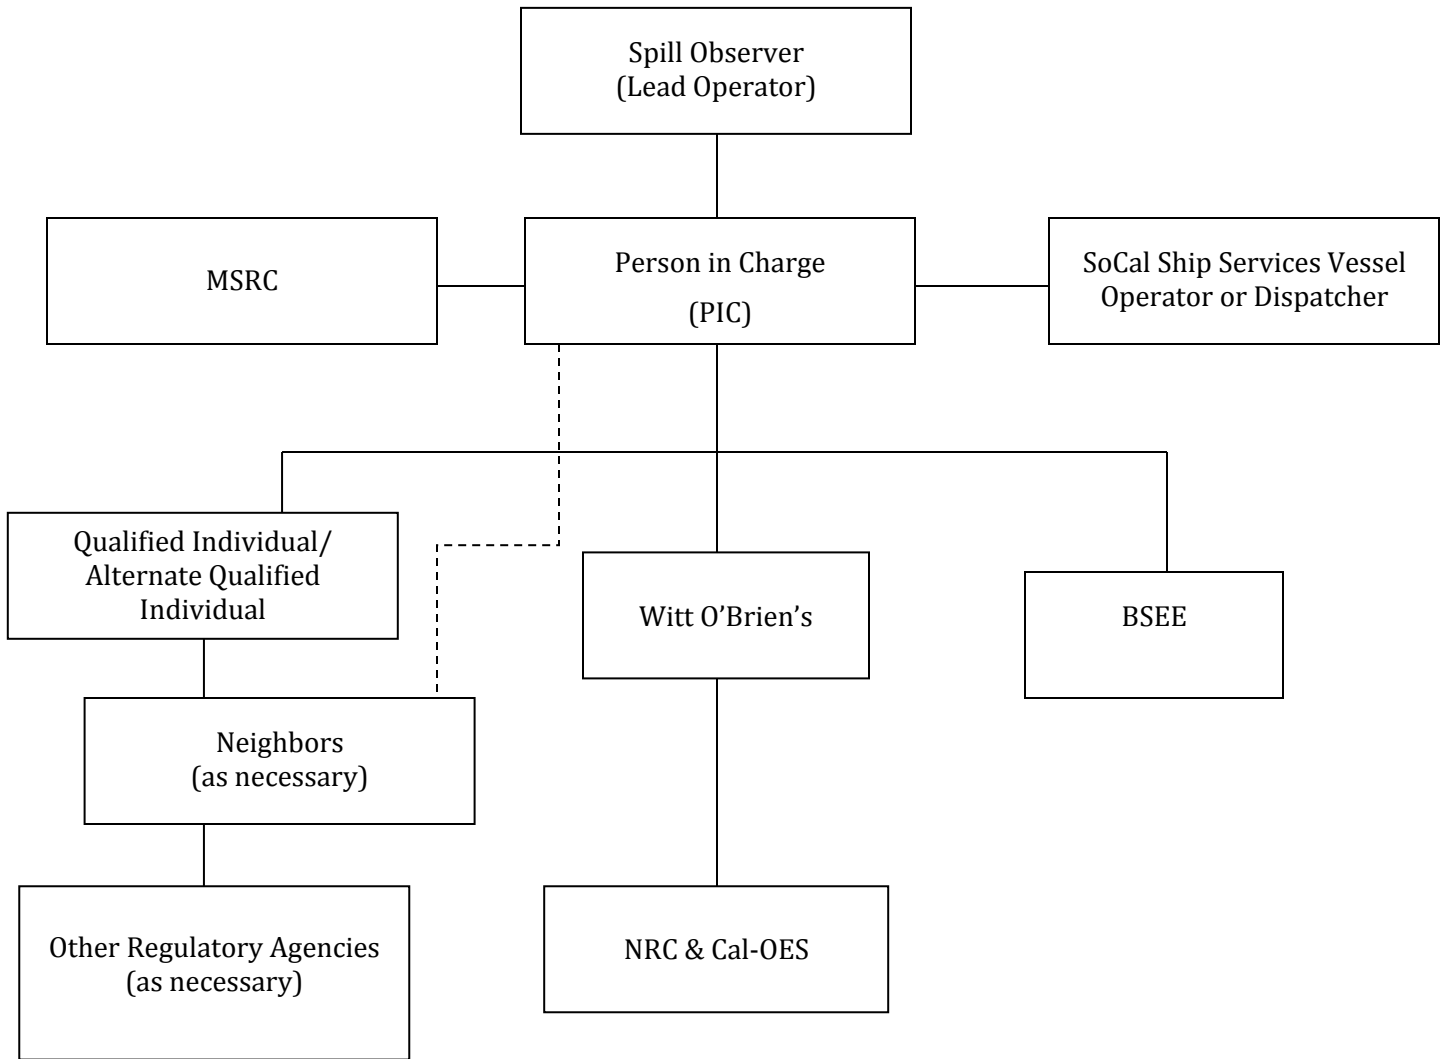 Spill Observer
(Lead Operator)
MSRC
Person in Charge
(PIC)
SoCal Ship Services Vessel
Operator or Dispatcher
Qualified Individual/
Alternate Qualified
Individual
Witt O’Brien’s
BSEE
Neighbors
(as necessary)
Other Regulatory Agencies
(as necessary)
NRC & Cal-OES